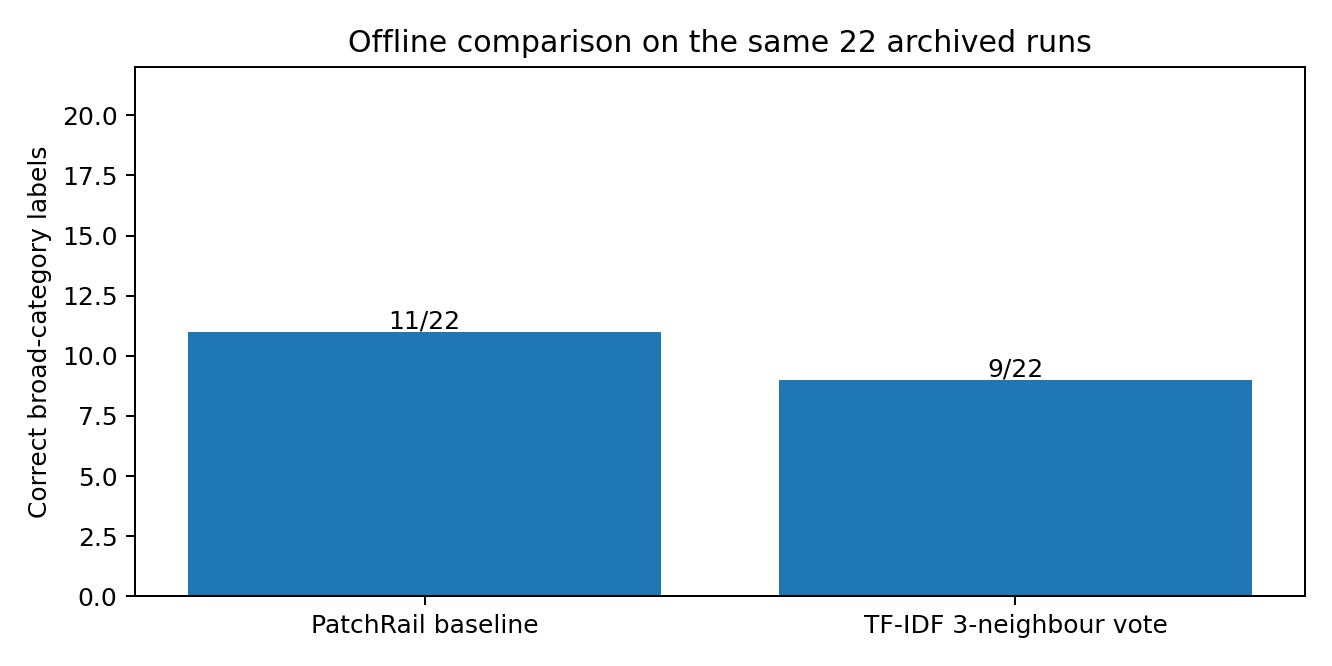 Offline comparison on the same 22 archived runs
Correct broad-category labels
20.0
17.5
15.0
12.5
10.0
7.5
5.0
2.5
0.0
11/22
9/22
PatchRail baseline
TF-IDF 3-neighbour vote